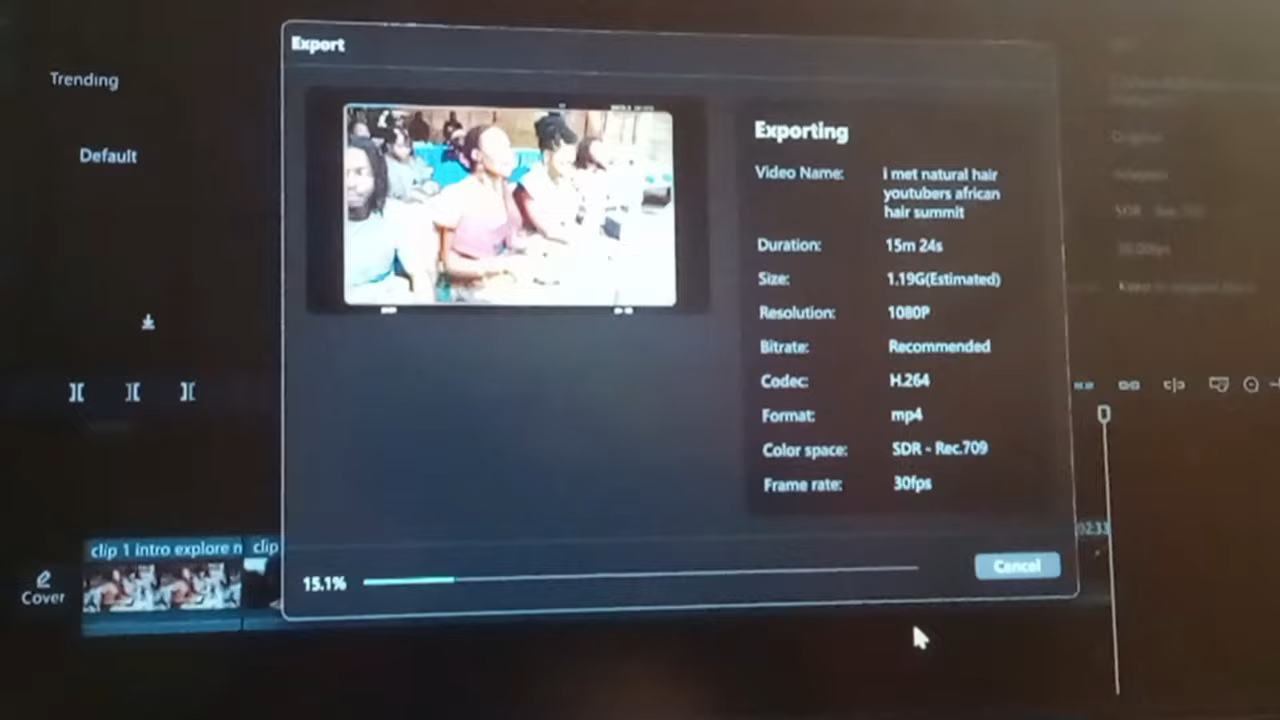 Export
Trending
Default
Exporting
Video Name: i met natural hair
youtubers african
hair summit
Duration: 15m 24s
Size: 1.19G(Estimated)
Resolution: 1080P
Bitrate: Recommended
Codec: H.264
Format: mp4
Color space: SDR - Rec.709
Frame rate: 30fps
clip 1 intro explore n clip
Cover
15.1%
Cancel